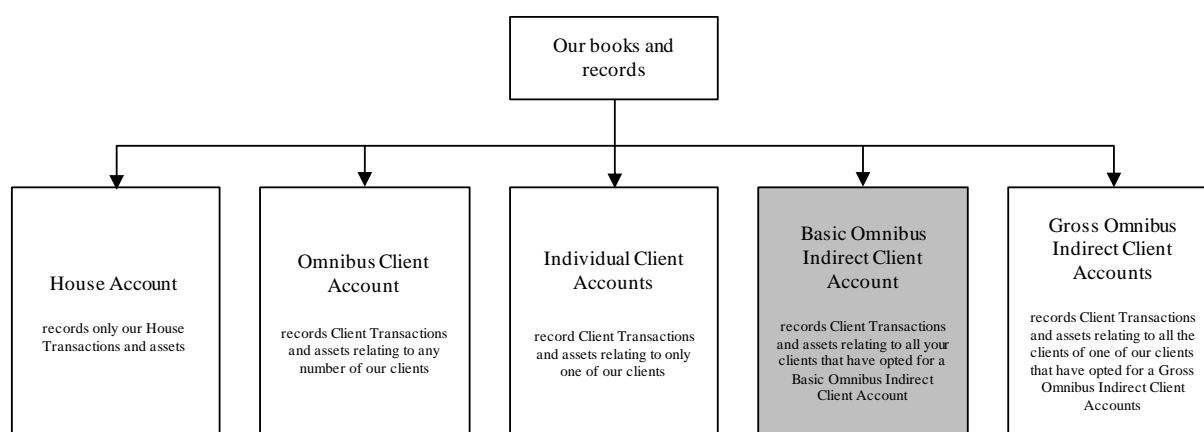 Our books and
records
House Account
records only our House
Transactions and assets
Omnibus Client
Account
records Client Transactions
and assets relating to any
number of our clients
Individual Client
Accounts
record Client Transactions
and assets relating to only
one of our clients
Basic Omnibus
Indirect Client
Account
records Client Transactions
and assets relating to all your
clients that have opted for a
Basic Omnibus Indirect
Client Account
Gross Omnibus
Indirect Client
Accounts
records Client Transactions
and assets relating to all the
clients of one of our clients
that have opted for a Gross
Omnibus Indirect Client
Accounts